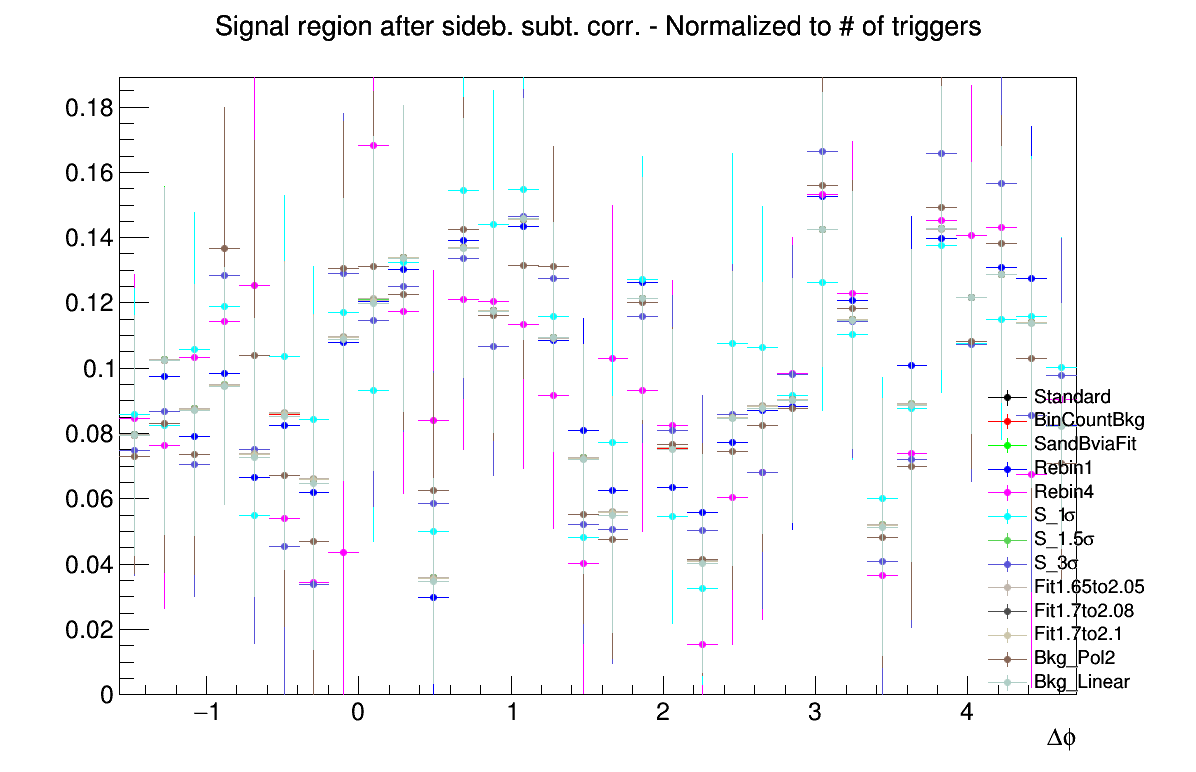 Signal region after sideb. subt. corr. - Normalized to # of triggers
0.18
0.16
0.14
0.12
0.1
0.08
0.06
0.04
0.02
0
−1
0
1
2
3
4
Δϕ
Standard
BinCountBkg
SandBviaFit
Rebin1
Rebin4
S_1σ
S_1.5σ
S_3σ
Fit1.65to2.05
Fit1.7to2.08
Fit1.7to2.1
Bkg_Pol2
Bkg_Linear